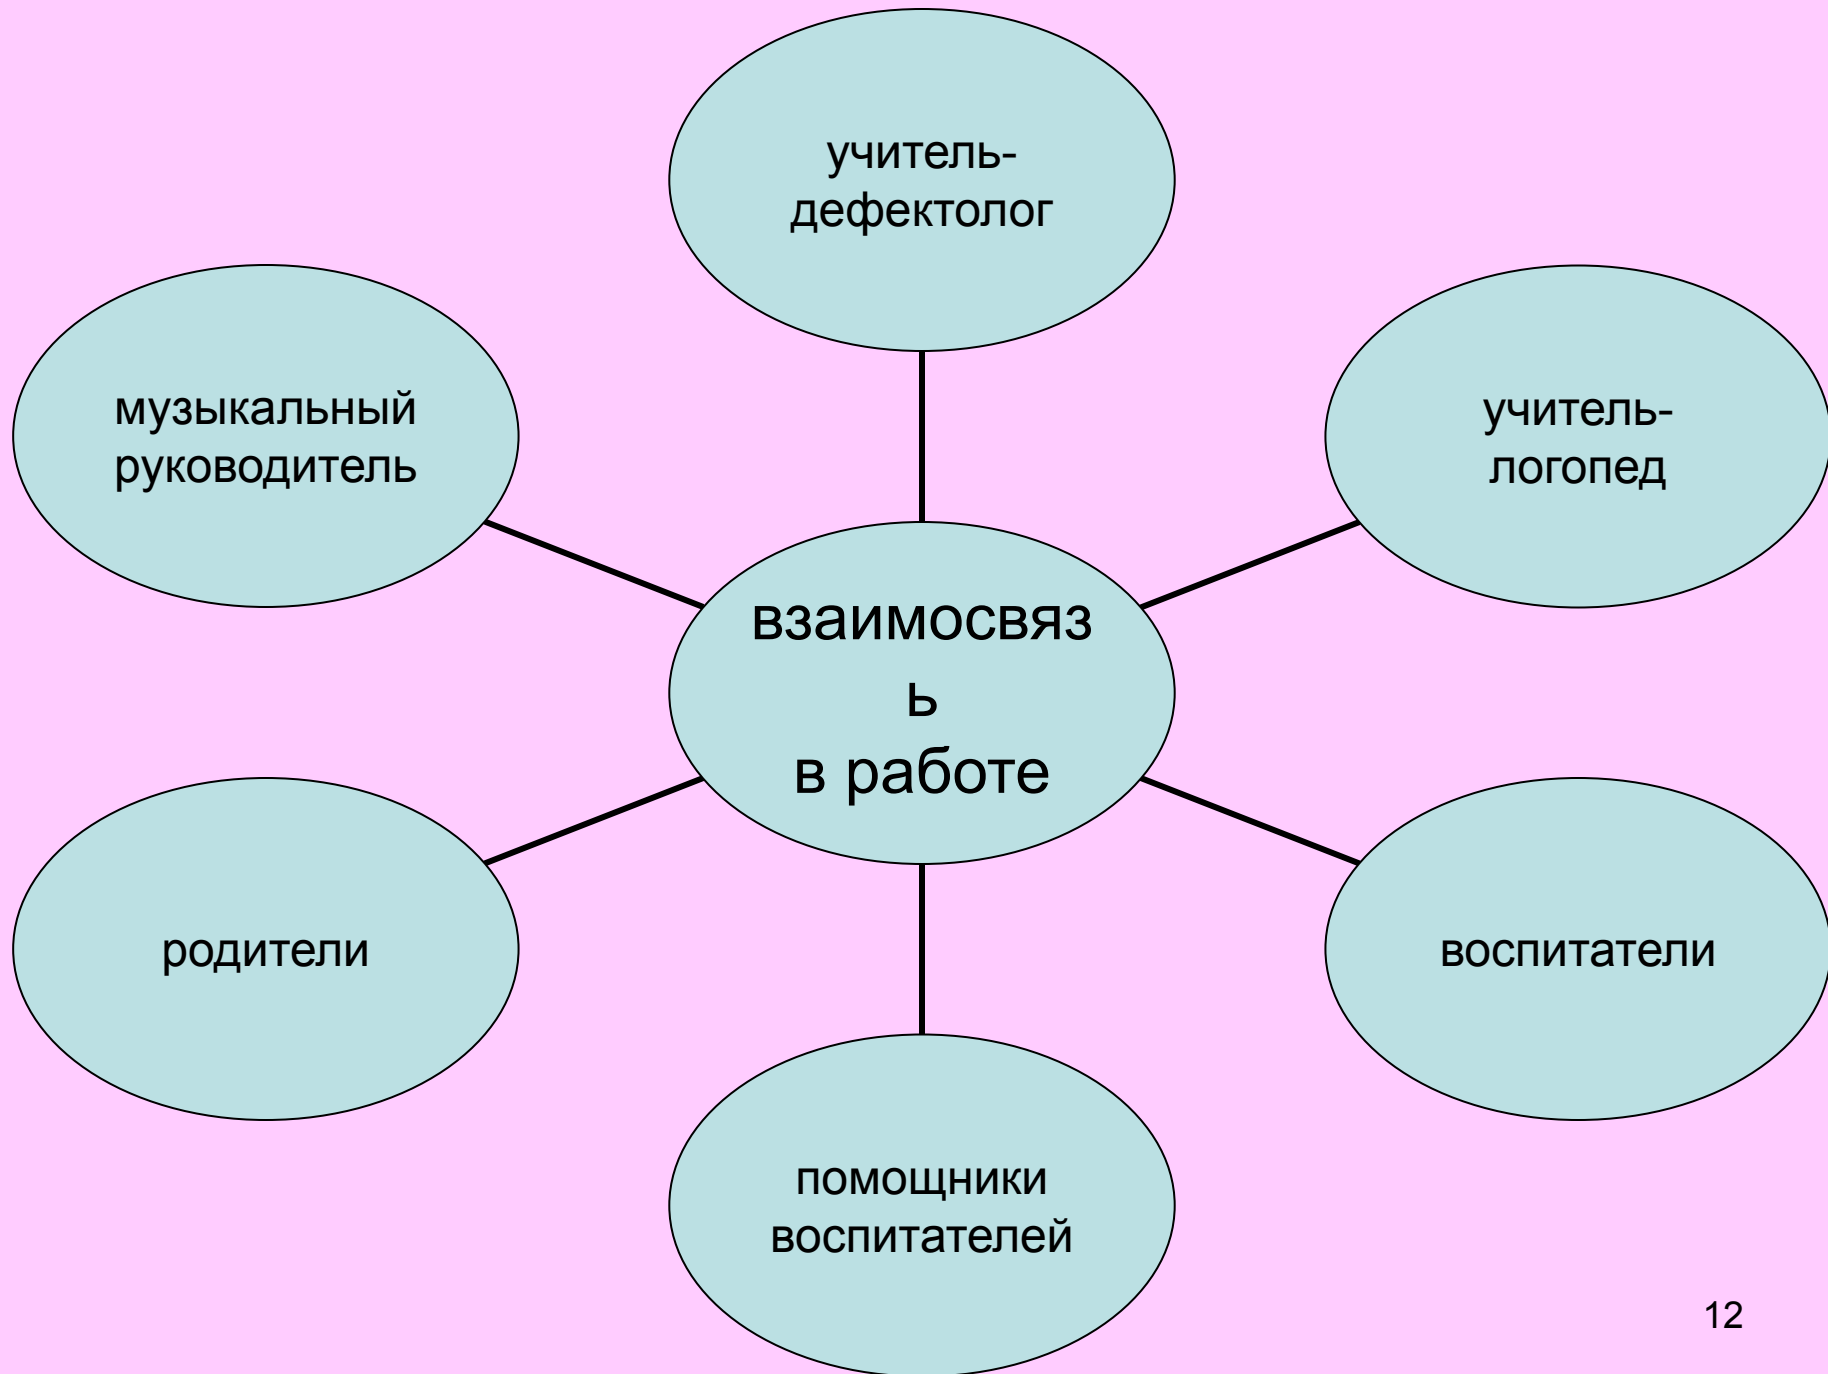 учитель-
дефектолог
музыкальный
руководитель
учитель-
логопед
взаимосвяз
ь
в работе
родители
воспитатели
помощники
воспитателей
12